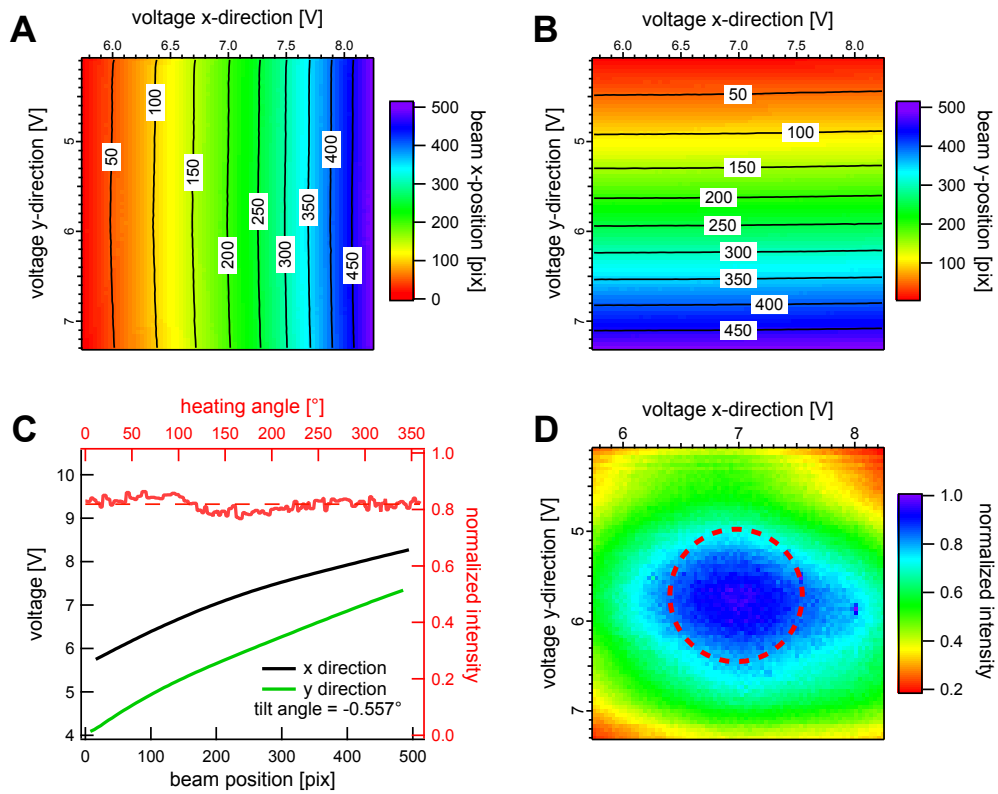 A
voltage x-direction [V]
6.0 6.5 7.0 7.5 8.0
voltage y-direction [V]
5
6
7
50
100
150
200
250
300
350
400
450
500
400
300
200
100
0
beam x-position [pix]
B
voltage x-direction [V]
6.0 6.5 7.0 7.5 8.0
voltage y-direction [V]
5
6
7
50
100
150
200
250
300
350
400
450
500
400
300
200
100
beam y-position [pix]
C
heating angle [°]
0 50 100 150 200 250 300 350
10
9
8
7
6
5
4
voltage [V]
1.0
0.8
0.6
0.4
0.2
0.0
normalized intensity
x direction
y direction
tilt angle = -0.557°
0 100 200 300 400 500
beam position [pix]
D
voltage x-direction [V]
6 7 8
voltage y-direction [V]
5
6
7
1.0
0.8
0.6
0.4
0.2
normalized intensity